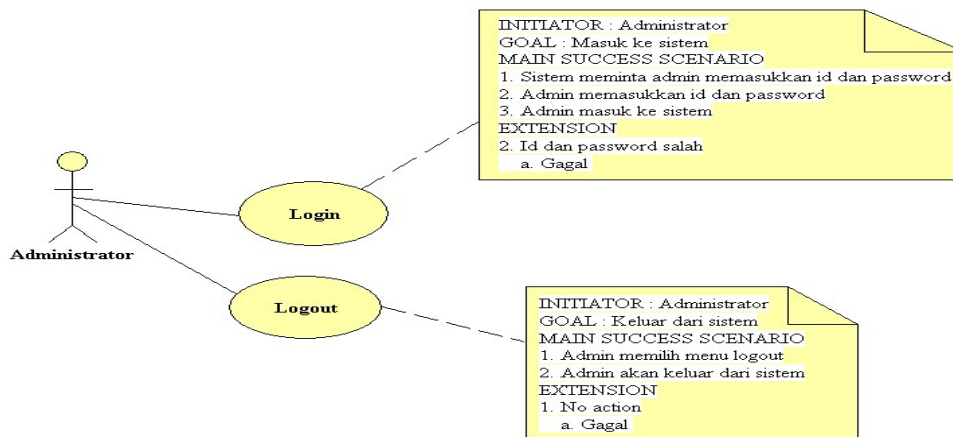 INITIATOR : Administrator
GOAL : Masuk ke sistem
MAIN SUCCESS SCENARIO
1. Sistem meminta admin memasukkan id dan password
2. Admin memasukkan id dan password
3. Admin masuk ke sistem
EXTENSION
2. Id dan password salah
a. Gagal
Login
Administrator
Logout
INITIATOR : Administrator
GOAL : Keluar dari sistem
MAIN SUCCESS SCENARIO
1. Admin memilih menu logout
2. Admin akan keluar dari sistem
EXTENSION
1. No action
a. Gagal